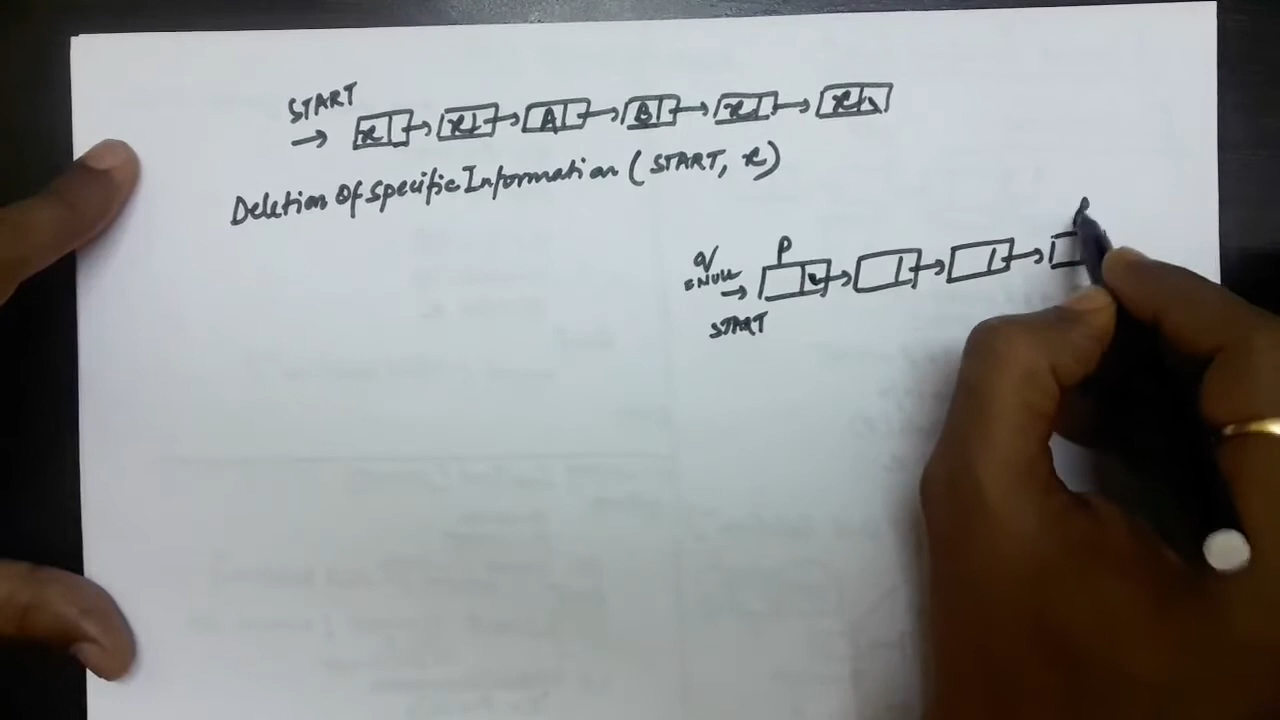 START
x x A B x x
Deletion Of Specific Information (START, x)
q P
=NULL
START